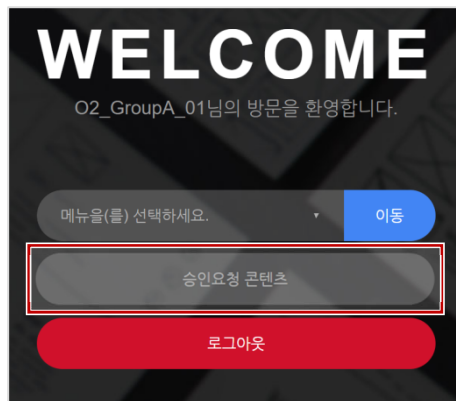 WELCOME
O2_GroupA_01님의 방문을 환영합니다.
메뉴을(를) 선택하세요.
이동
승인요청 콘텐츠
로그아웃